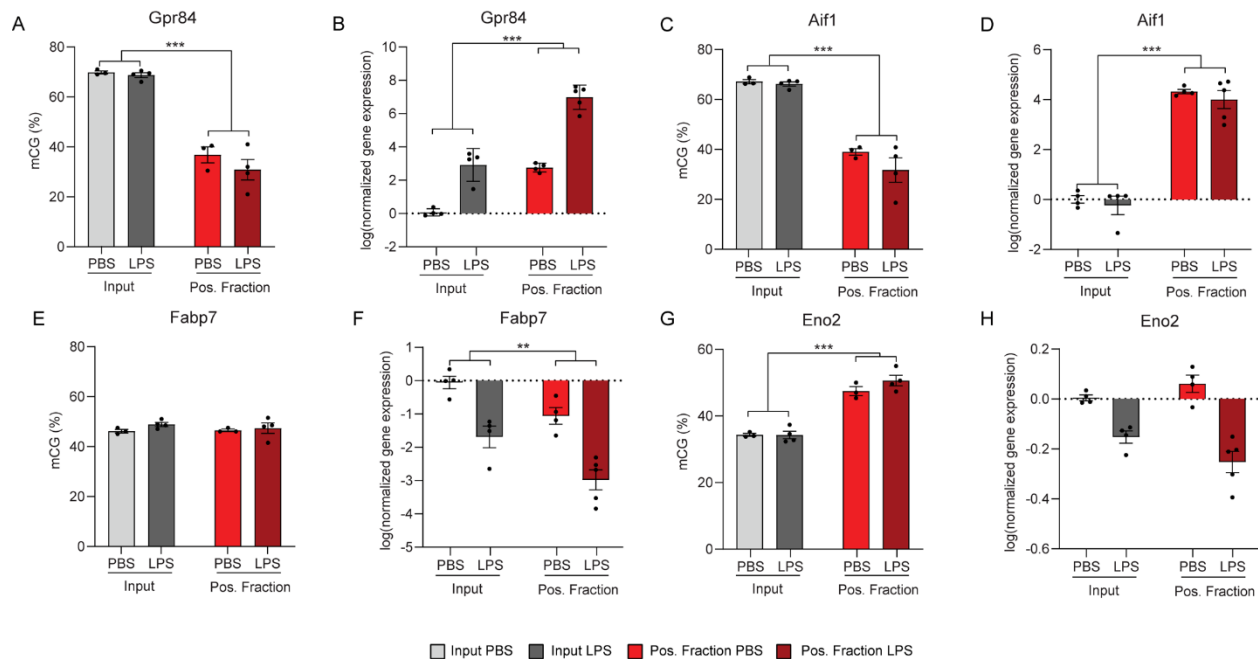 A
Gpr84
mCG (%)
80
60
40
20
0
***
PBS LPS PBS LPS
Input Pos. Fraction
B
Gpr84
log(normalized gene expression)
10
8
6
4
2
0
2
***
PBS LPS PBS LPS
Input Pos. Fraction
C
Aif1
mCG (%)
80
60
40
20
0
***
PBS LPS PBS LPS
Input Pos. Fraction
D
Aif1
log(normalized gene expression)
6
4
2
0
-2
***
PBS LPS PBS LPS
Input Pos. Fraction
E
Fabp7
mCG (%)
80
60
40
20
0
PBS LPS PBS LPS
Input Pos. Fraction
F
Fabp7
log(normalized gene expression)
1
0
-1
-2
-3
-4
-5
**
PBS LPS PBS LPS
Input Pos. Fraction
G
Eno2
mCG (%)
60
40
20
0
***
PBS LPS PBS LPS
Input Pos. Fraction
H
Eno2
log(normalized gene expression)
0.2
0.0
-0.2
-0.4
-0.6
PBS LPS PBS LPS
Input Pos. Fraction
Input PBS Input LPS Pos. Fraction PBS Pos. Fraction LPS